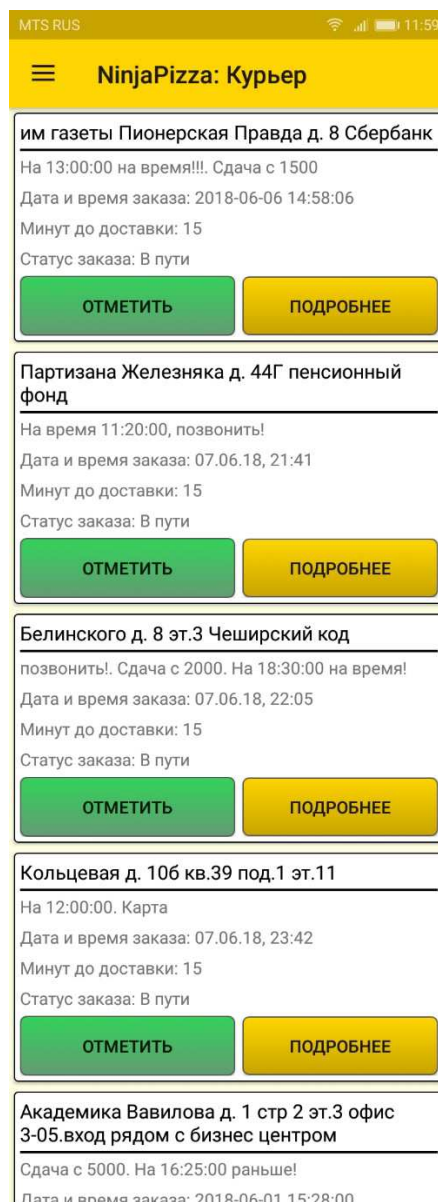 MTS RUS 11:59
NinjaPizza: Курьер
им газеты Пионерская Правда д. 8 Сбербанк
На 13:00:00 на время!!!. Сдача с 1500
Дата и время заказа: 2018-06-06 14:58:06
Минут до доставки: 15
Статус заказа: В пути
ОТМЕТИТЬ ПОДРОБНЕЕ
Партизана Железняка д. 44Г пенсионный
фонд
На время 11:20:00, позвонить!
Дата и время заказа: 07.06.18, 21:41
Минут до доставки: 15
Статус заказа: В пути
ОТМЕТИТЬ ПОДРОБНЕЕ
Белинского д. 8 эт.3 Чеширский код
позвонить!. Сдача с 2000. На 18:30:00 на время!
Дата и время заказа: 07.06.18, 22:05
Минут до доставки: 15
Статус заказа: В пути
ОТМЕТИТЬ ПОДРОБНЕЕ
Кольцевая д. 10б кв.39 под.1 эт.11
На 12:00:00. Карта
Дата и время заказа: 07.06.18, 23:42
Минут до доставки: 15
Статус заказа: В пути
ОТМЕТИТЬ ПОДРОБНЕЕ
Академика Вавилова д. 1 стр 2 эт.3 офис
3-05.вход рядом с бизнес центром
Сдача с 5000. На 16:25:00 раньше!
Дата и время заказа: 2018-06-01 15:28:00